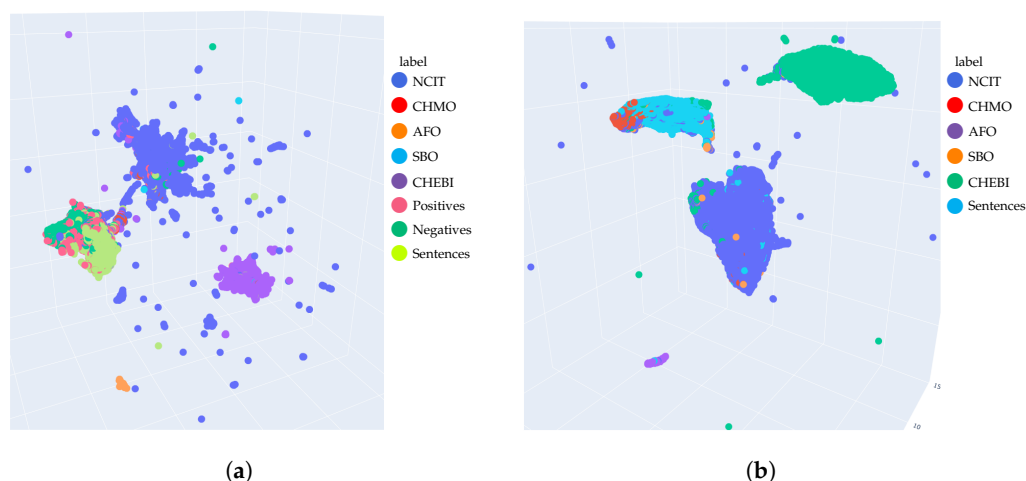 label
NCIT
CHMO
AFO
SBO
CHEBI
Positives
Negatives
Sentences
(a)
label
NCIT
CHMO
AFO
SBO
CHEBI
Sentences
15
10
(b)